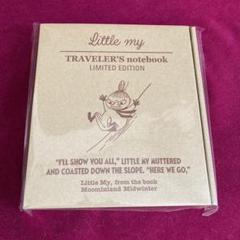 Little my
TRAVELER'S notebook
LIMITED EDITION
"I'LL SHOW YOU ALL," LITTLE MY MUTTERED
AND COASTED DOWN THE SLOPE. "HERE WE GO,"
Little My, from the book
Moominland Midwinter